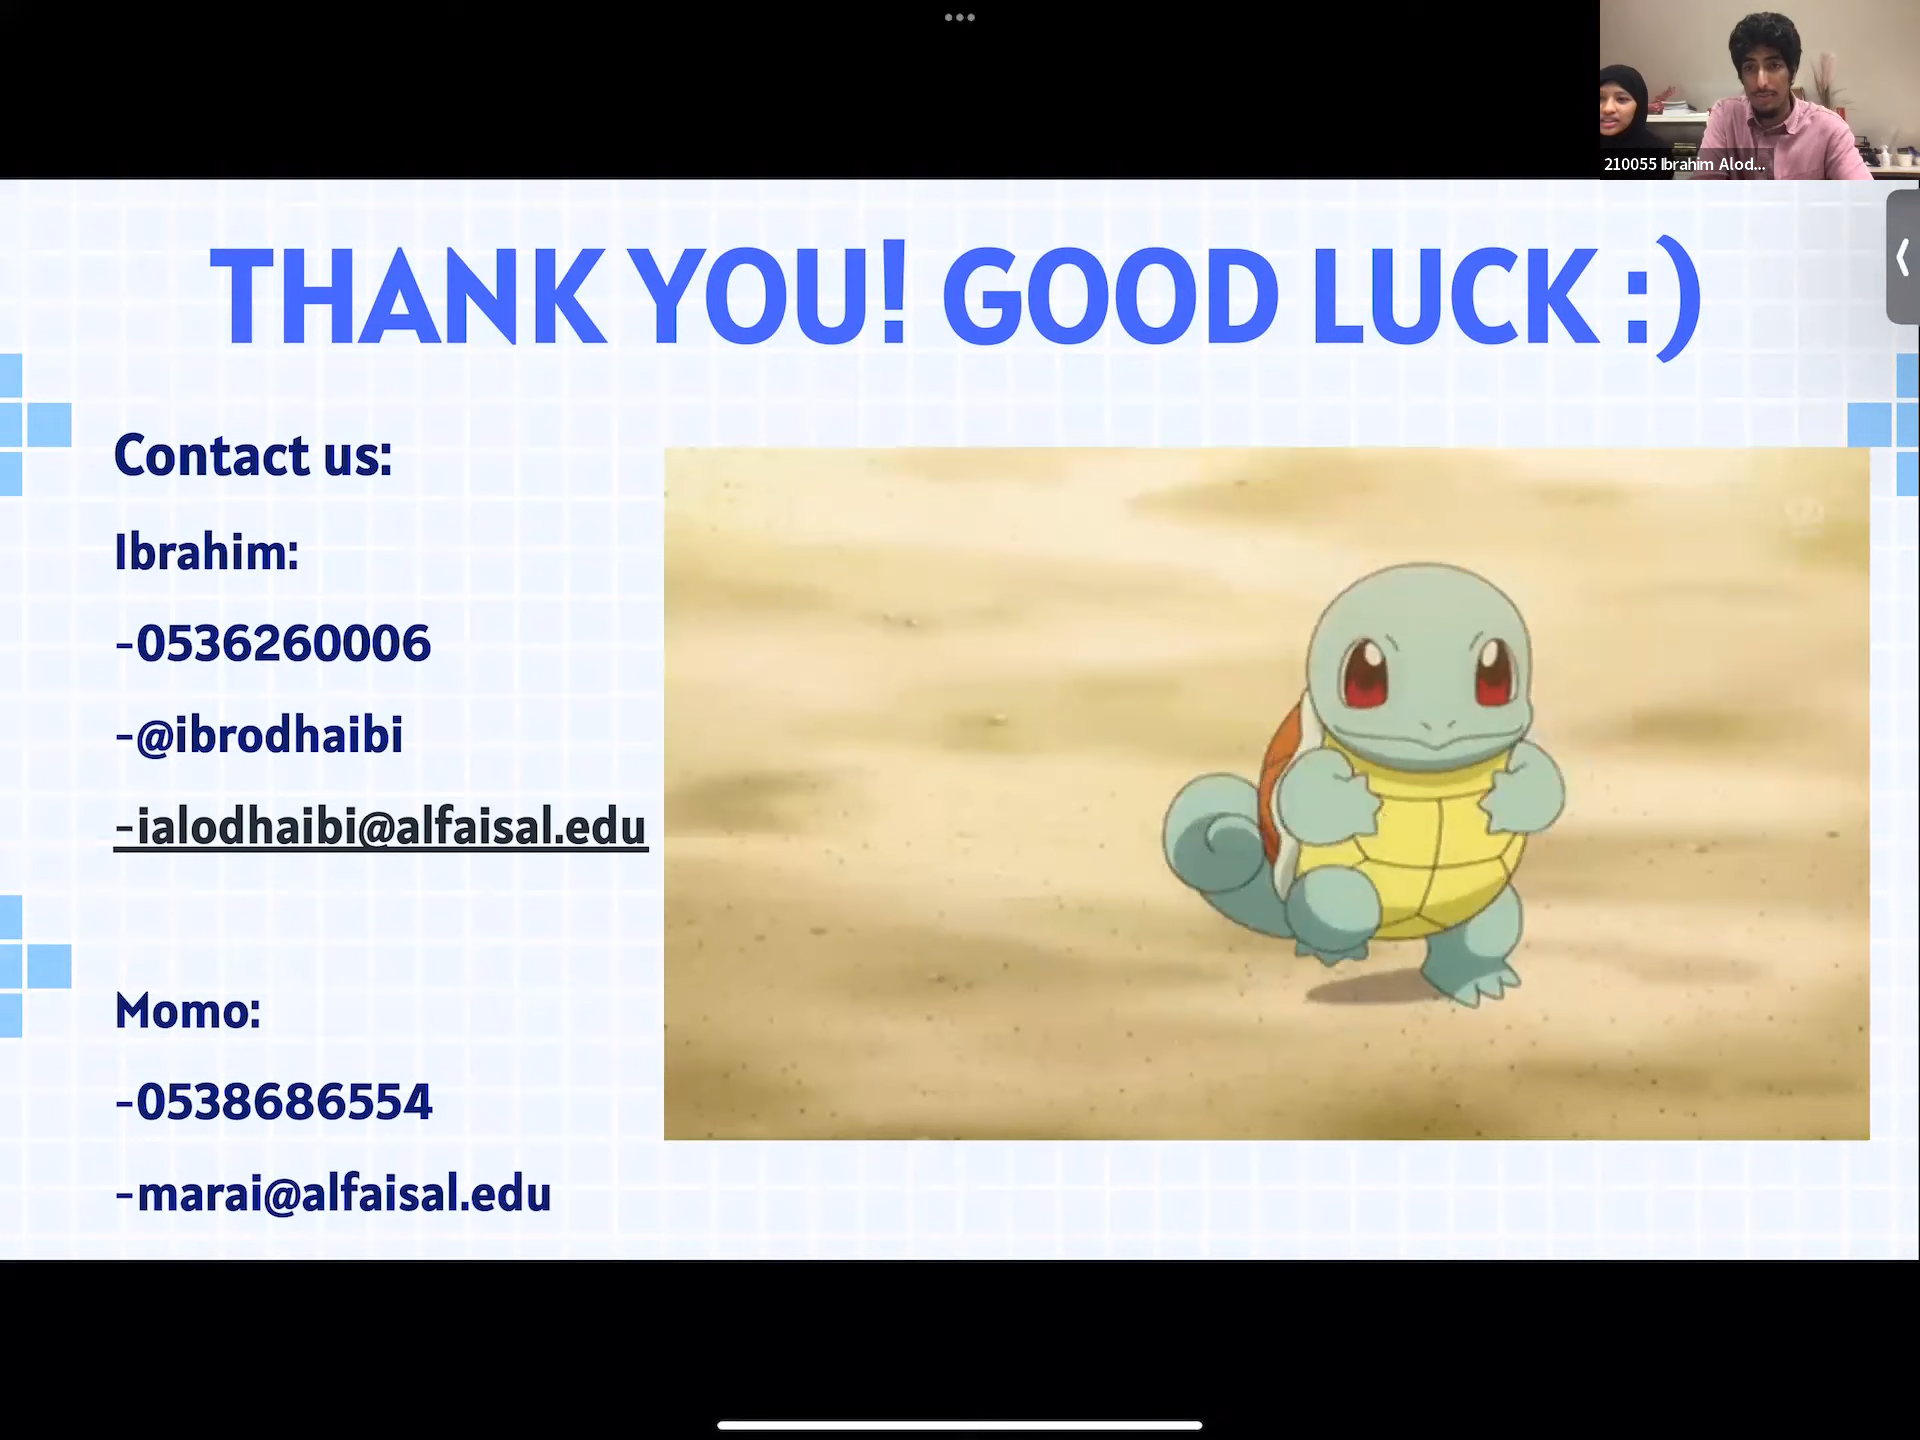 210055 Ibrahim Alod...
THANK YOU! GOOD LUCK :)
Contact us:
Ibrahim:
-0536260006
-@ibrodhaibi
-ialodhaibi@alfaisal.edu
Momo:
-0538686554
-marai@alfaisal.edu